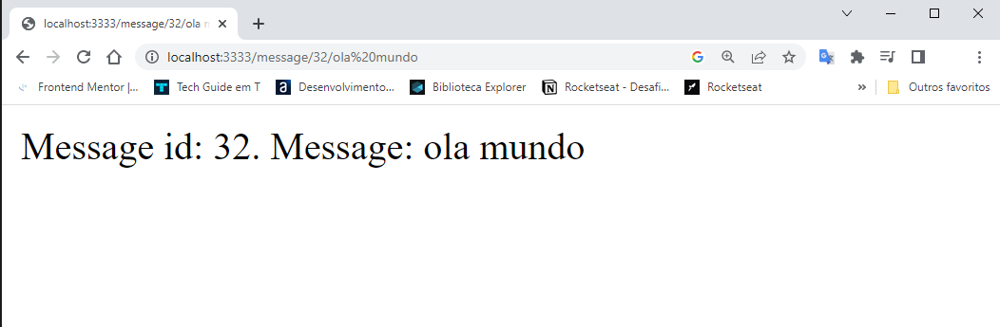 localhost:3333/message/32/ola m
localhost:3333/message/32/ola%20mundo
Frontend Mentor |... Tech Guide em T Desenvolvimento... Biblioteca Explorer Rocketseat - Desafi... Rocketseat » Outros favoritos
Message id: 32. Message: ola mundo